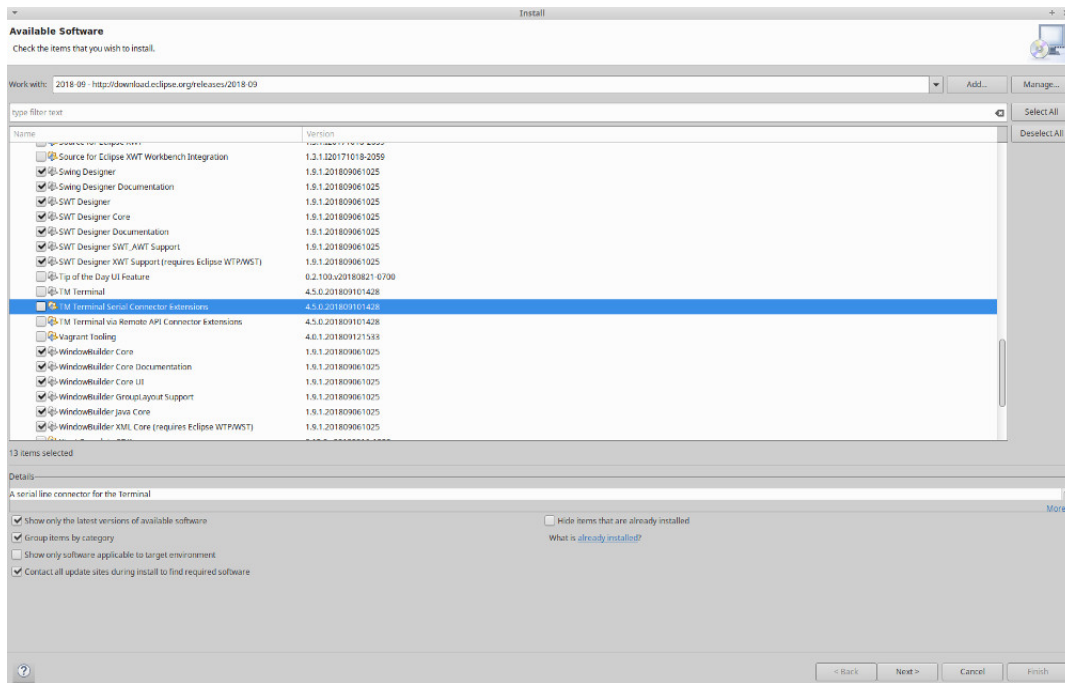 Install
Available Software
Check the items that you wish to install.
Work with: 2018-09 - http://download.eclipse.org/releases/2018-09 Add... Manage...
type filter text Select All
Name Version Deselect All
Source for Eclipse XWT
Source for Eclipse XWT Workbench Integration 1.3.1.I20171018-2059
Swing Designer 1.9.1.201809061025
Swing Designer Documentation 1.9.1.201809061025
SWT Designer 1.9.1.201809061025
SWT Designer Core 1.9.1.201809061025
SWT Designer Documentation 1.9.1.201809061025
SWT Designer SWT_AWT Support 1.9.1.201809061025
SWT Designer XWT Support (requires Eclipse WTP/WST) 1.9.1.201809061025
Tip of the Day UI Feature 0.2.100.v20180821-0700
TM Terminal 4.5.0.201809101428
TM Terminal Serial Connector Extensions 4.5.0.201809101428
TM Terminal via Remote API Connector Extensions 4.5.0.201809101428
Vagrant Tooling 4.0.1.201809121533
WindowBuilder Core 1.9.1.201809061025
WindowBuilder Core Documentation 1.9.1.201809061025
WindowBuilder Core UI 1.9.1.201809061025
WindowBuilder GroupLayout Support 1.9.1.201809061025
WindowBuilder Java Core 1.9.1.201809061025
WindowBuilder XML Core (requires Eclipse WTP/WST) 1.9.1.201809061025
13 items selected
Details
A serial line connector for the Terminal
More
Show only the latest versions of available software Hide items that are already installed
Group items by category What is already installed?
Show only software applicable to target environment
Contact all update sites during install to find required software
? < Back Next > Cancel Finish